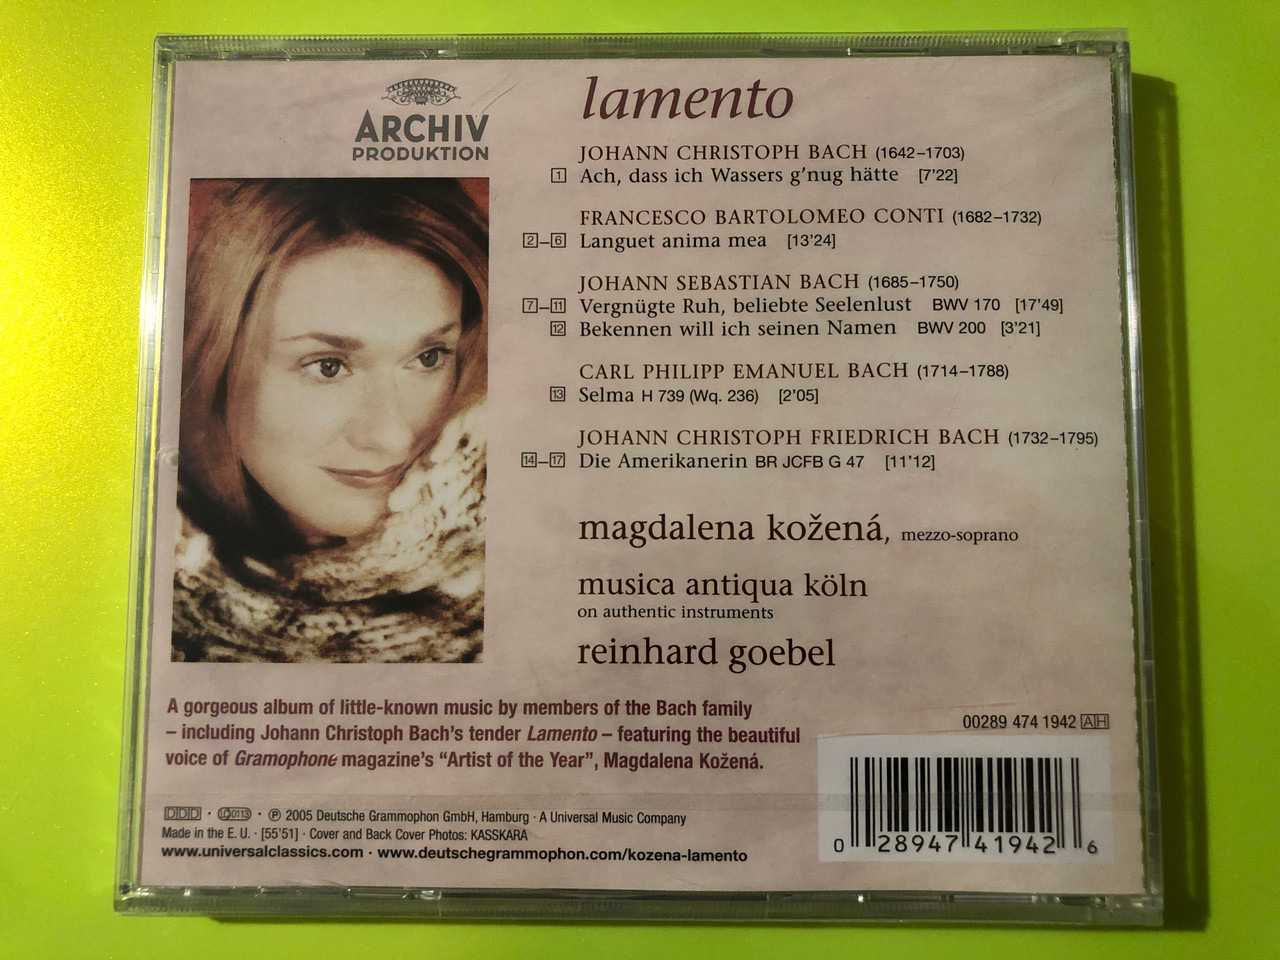 ARCHIV
PRODUKTION
lamento
JOHANN CHRISTOPH BACH (1642–1703)
1 Ach, dass ich Wassers g’nug hätte [7’22]
FRANCESCO BARTOLOMEO CONTI (1682–1732)
2–6 Languet anima mea [13’24]
JOHANN SEBASTIAN BACH (1685–1750)
7–11 Vergnügte Ruh, beliebte Seelenlust BWV 170 [17’49]
12 Bekennen will ich seinen Namen BWV 200 [3’21]
CARL PHILIPP EMANUEL BACH (1714–1788)
13 Selma H 739 (Wq. 236) [2’05]
JOHANN CHRISTOPH FRIEDRICH BACH (1732–1795)
14–17 Die Amerikanerin BR JCFB G 47 [11’12]
magdalena kožená, mezzo-soprano
musica antiqua köln
on authentic instruments
reinhard goebel
A gorgeous album of little-known music by members of the Bach family
– including Johann Christoph Bach’s tender Lamento – featuring the beautiful
voice of Gramophone magazine’s “Artist of the Year”, Magdalena Kožená.
00289 474 1942 AH
DDD · LC 0113 · ℗ 2005 Deutsche Grammophon GmbH, Hamburg · A Universal Music Company
Made in the E. U. · [55’51] · Cover and Back Cover Photos: KASSKARA
www.universalclassics.com · www.deutschegrammophon.com/kozena-lamento
0 28947 41942 6